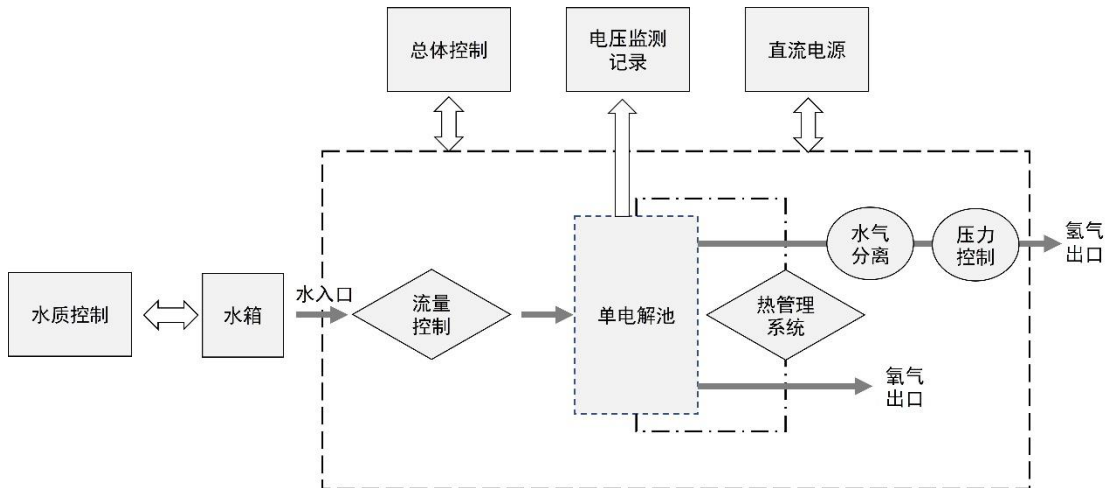 总体控制
电压监测
记录
直流电源
水质控制
水箱
水入口
流量
控制
单电解池
热管理
系统
水气
分离
压力
控制
氢气
出口
氧气
出口